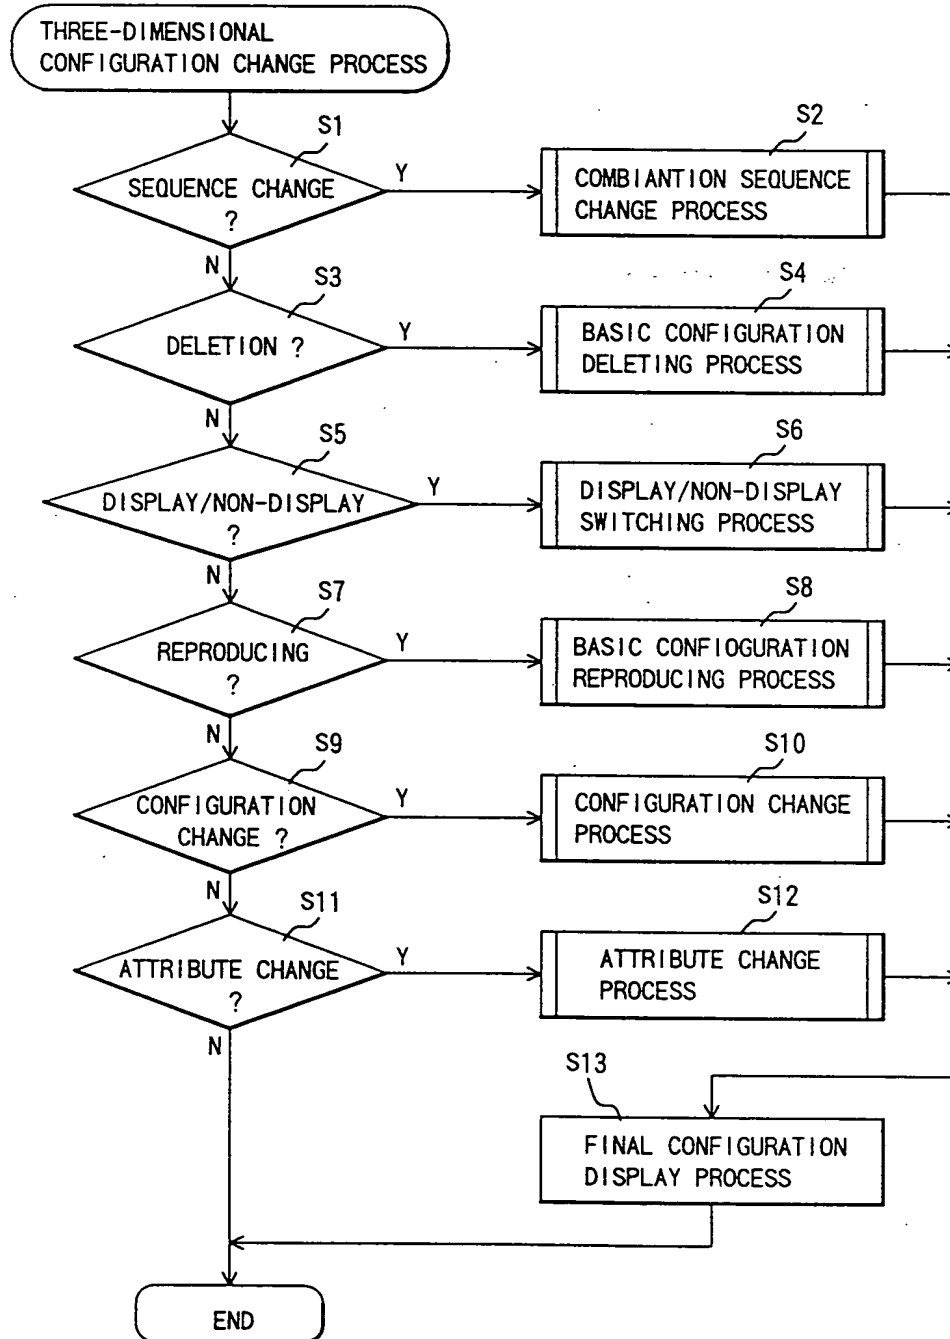 THREE-DIMENSIONAL
CONFIGURATION CHANGE PROCESS
S1
SEQUENCE CHANGE
?
Y
N
S2
COMBIANTION SEQUENCE
CHANGE PROCESS
S3
DELETION ?
Y
N
S4
BASIC CONFIGURATION
DELETING PROCESS
S5
DISPLAY/NON-DISPLAY
?
Y
N
S6
DISPLAY/NON-DISPLAY
SWITCHING PROCESS
S7
REPRODUCING
?
Y
N
S8
BASIC CONFIOGURATION
REPRODUCING PROCESS
S9
CONFIGURATION
CHANGE ?
Y
N
S10
CONFIGURATION CHANGE
PROCESS
S11
ATTRIBUTE CHANGE
?
Y
N
S12
ATTRIBUTE CHANGE
PROCESS
S13
FINAL CONFIGURATION
DISPLAY PROCESS
END